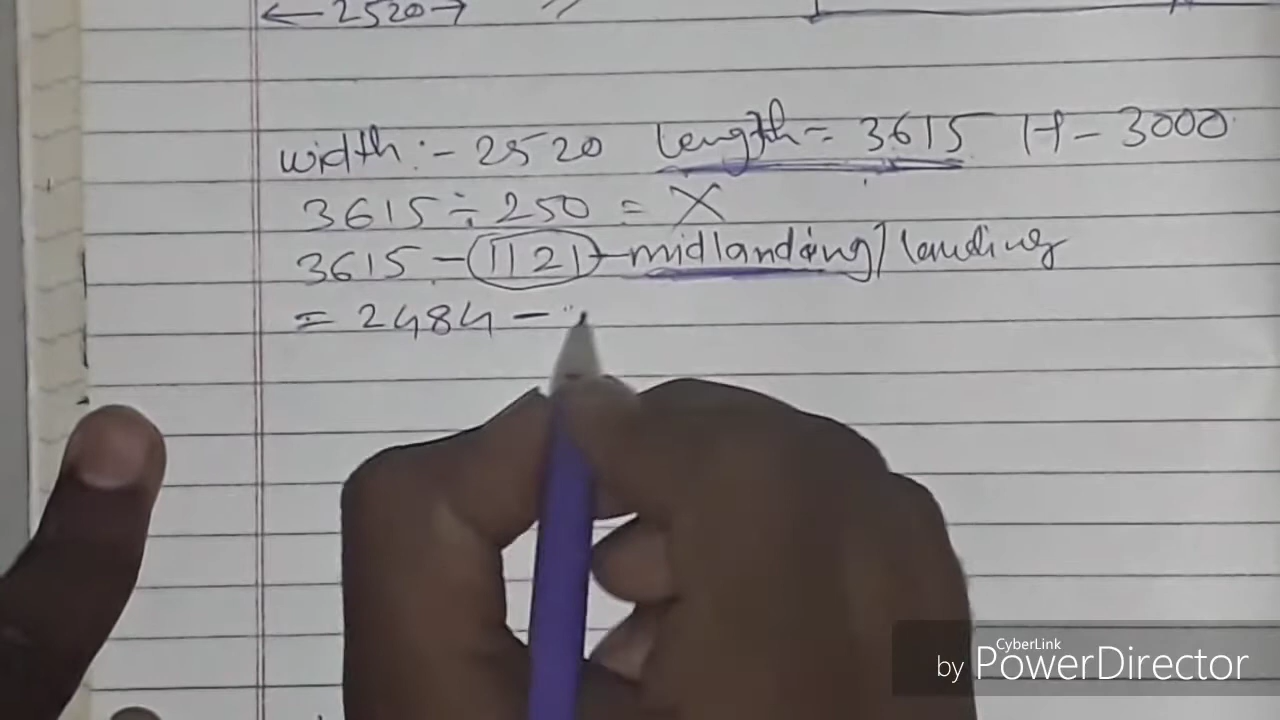 ←2520→ //
width :- 2520 length = 3615 H - 3000
3615 ÷ 250 = X
3615 - 1121 - midlanding / landing
= 2484 -
CyberLink
by PowerDirector